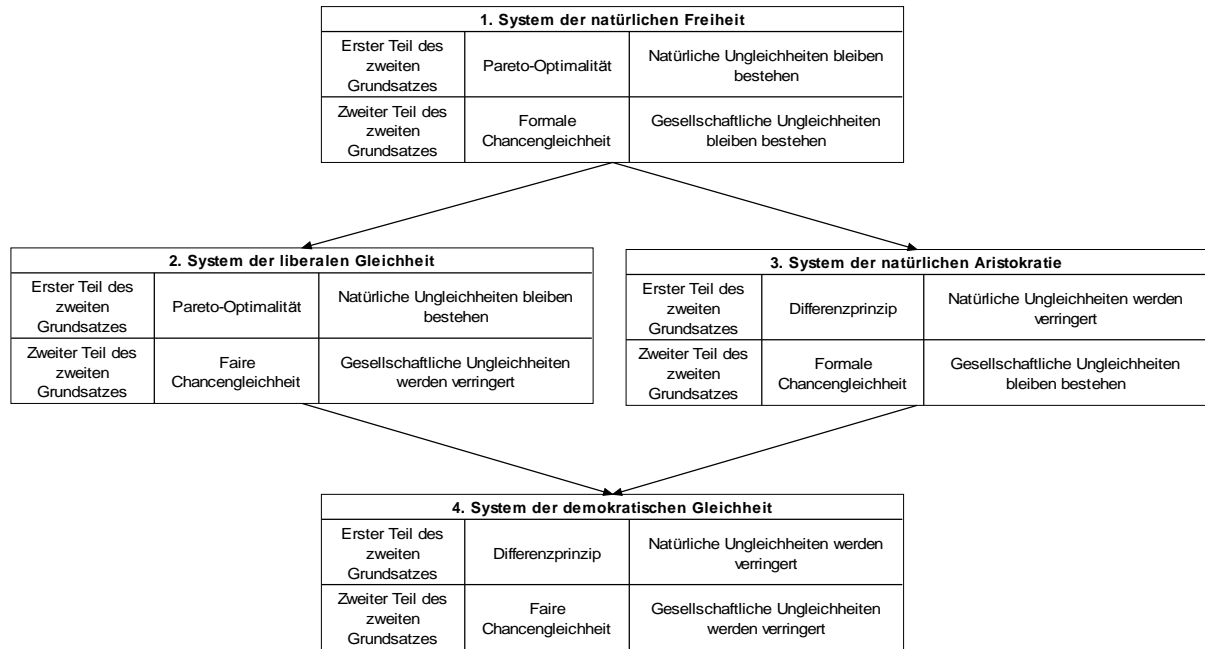 1. System der natürlichen Freiheit
Erster Teil des
zweiten
Grundsatzes
Pareto-Optimalität
Natürliche Ungleichheiten bleiben
bestehen
Zweiter Teil des
zweiten
Grundsatzes
Formale
Chancengleichheit
Gesellschaftliche Ungleichheiten
bleiben bestehen
2. System der liberalen Gleichheit
Erster Teil des
zweiten
Grundsatzes
Pareto-Optimalität
Natürliche Ungleichheiten bleiben
bestehen
Zweiter Teil des
zweiten
Grundsatzes
Faire
Chancengleichheit
Gesellschaftliche Ungleichheiten
werden verringert
3. System der natürlichen Aristokratie
Erster Teil des
zweiten
Grundsatzes
Differenzprinzip
Natürliche Ungleichheiten werden
verringert
Zweiter Teil des
zweiten
Grundsatzes
Formale
Chancengleichheit
Gesellschaftliche Ungleichheiten
bleiben bestehen
4. System der demokratischen Gleichheit
Erster Teil des
zweiten
Grundsatzes
Differenzprinzip
Natürliche Ungleichheiten werden
verringert
Zweiter Teil des
zweiten
Grundsatzes
Faire
Chancengleichheit
Gesellschaftliche Ungleichheiten
werden verringert